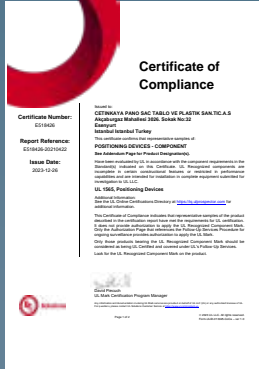 Certificate of
Compliance
Certificate Number:
E518426
Report Reference:
E518426-20210422
Issue Date:
2023-12-26
Issued to:
CETINKAYA PANO SAC TABLO VE PLASTIK SAN.TIC.A.S
Akçaburgaz Mahallesi 3026. Sokak No:32
Esenyurt
Istanbul Istanbul Turkey
This certificate confirms that representative samples of:
POSITIONING DEVICES - COMPONENT
See Addendum Page for Product Designation(s).
Have been evaluated by UL in accordance with the component requirements in the
Standard(s) indicated on this Certificate. UL Recognized components are
incomplete in certain constructional features or restricted in performance
capabilities and are intended for installation in complete equipment submitted for
investigation to UL LLC.
UL 1565, Positioning Devices
Additional Information:
See the UL Online Certifications Directory at https://iq.ulprospector.com for
additional information.
This Certificate of Compliance indicates that representative samples of the product
described in the certification report have met the requirements for UL certification.
It does not provide authorization to apply the UL Recognized Component Mark.
Only the Authorization Page that references the Follow-Up Services Procedure for
ongoing surveillance provides authorization to apply the UL Mark.
Only those products bearing the UL Recognized Component Mark should be
considered as being UL Certified and covered under UL's Follow-Up Services.
Look for the UL Recognized Component Mark on the product.
David Piecuch
UL Mark Certification Program Manager
Page 1 of 2